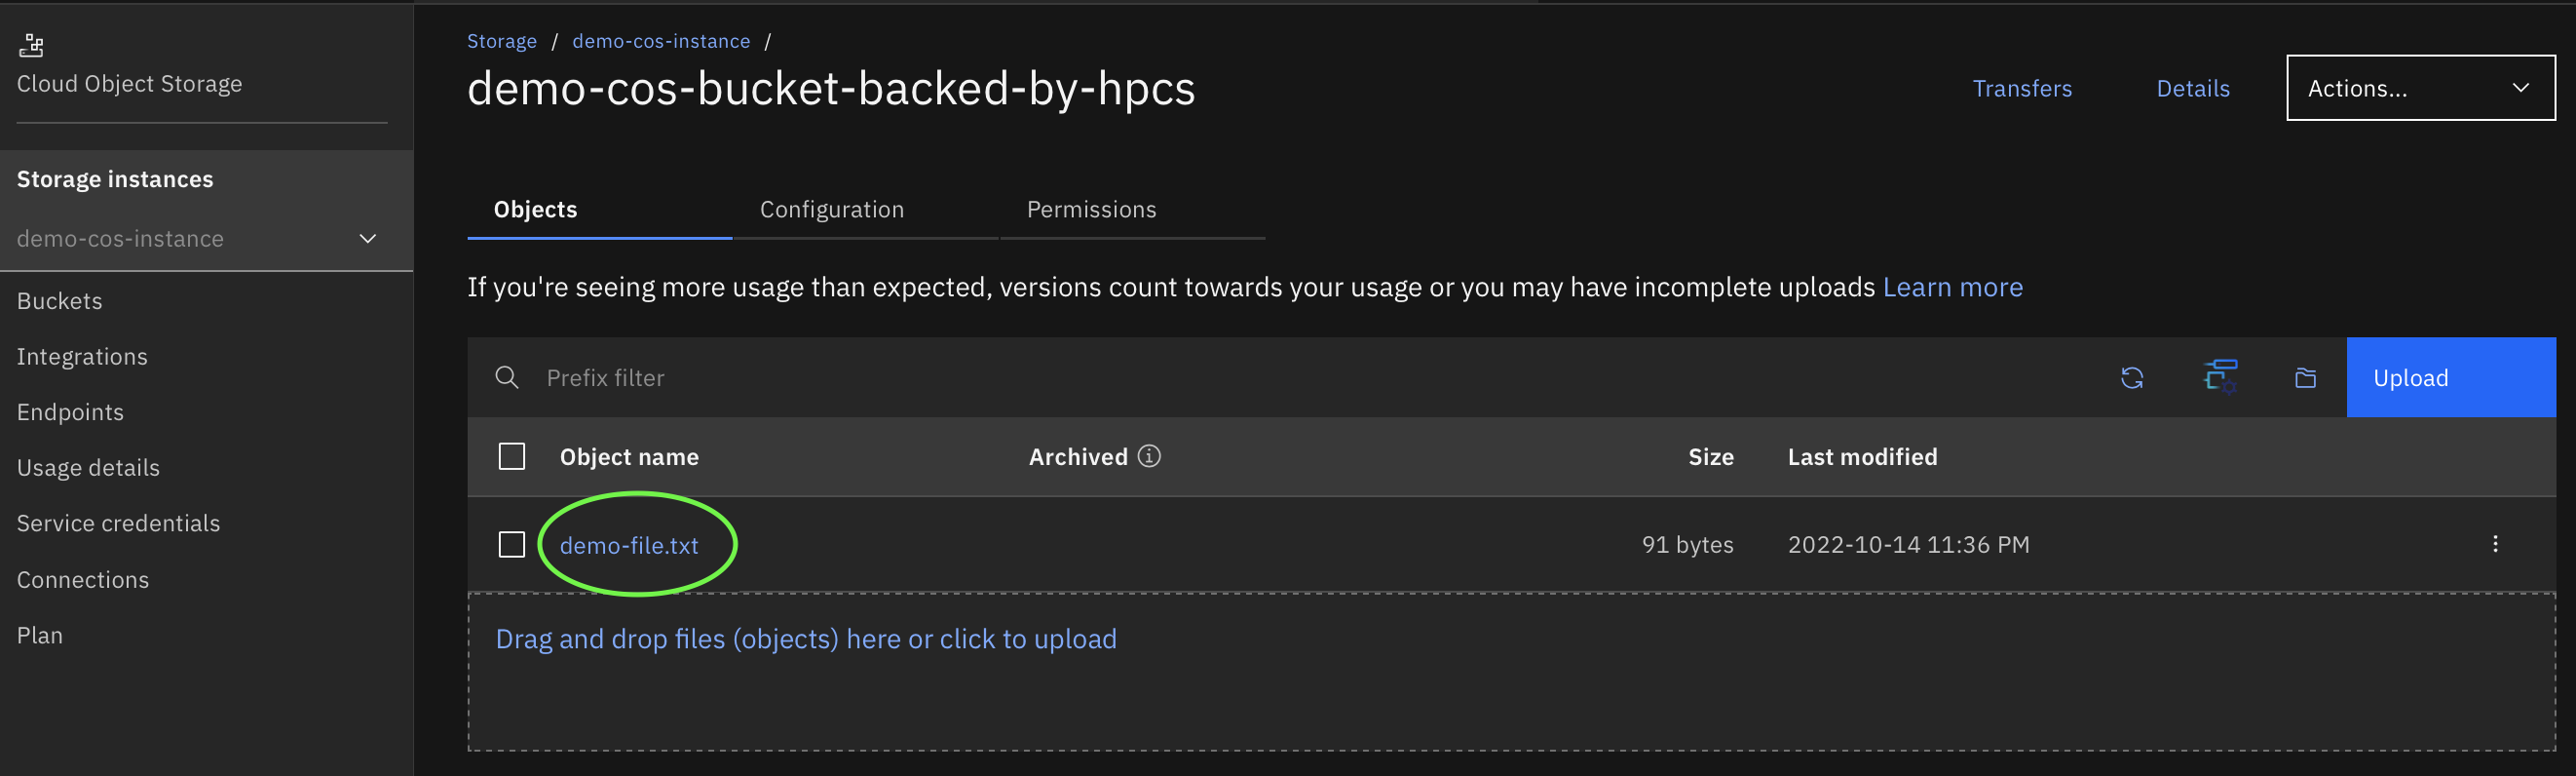 Cloud Object Storage
Storage instances
demo-cos-instance
Buckets
Integrations
Endpoints
Usage details
Service credentials
Connections
Plan
Storage / demo-cos-instance /
demo-cos-bucket-backed-by-hpcs
Transfers Details Actions...
Objects Configuration Permissions
If you're seeing more usage than expected, versions count towards your usage or you may have incomplete uploads Learn more
Prefix filter Upload
Object name Archived Size Last modified
demo-file.txt 91 bytes 2022-10-14 11:36 PM
Drag and drop files (objects) here or click to upload